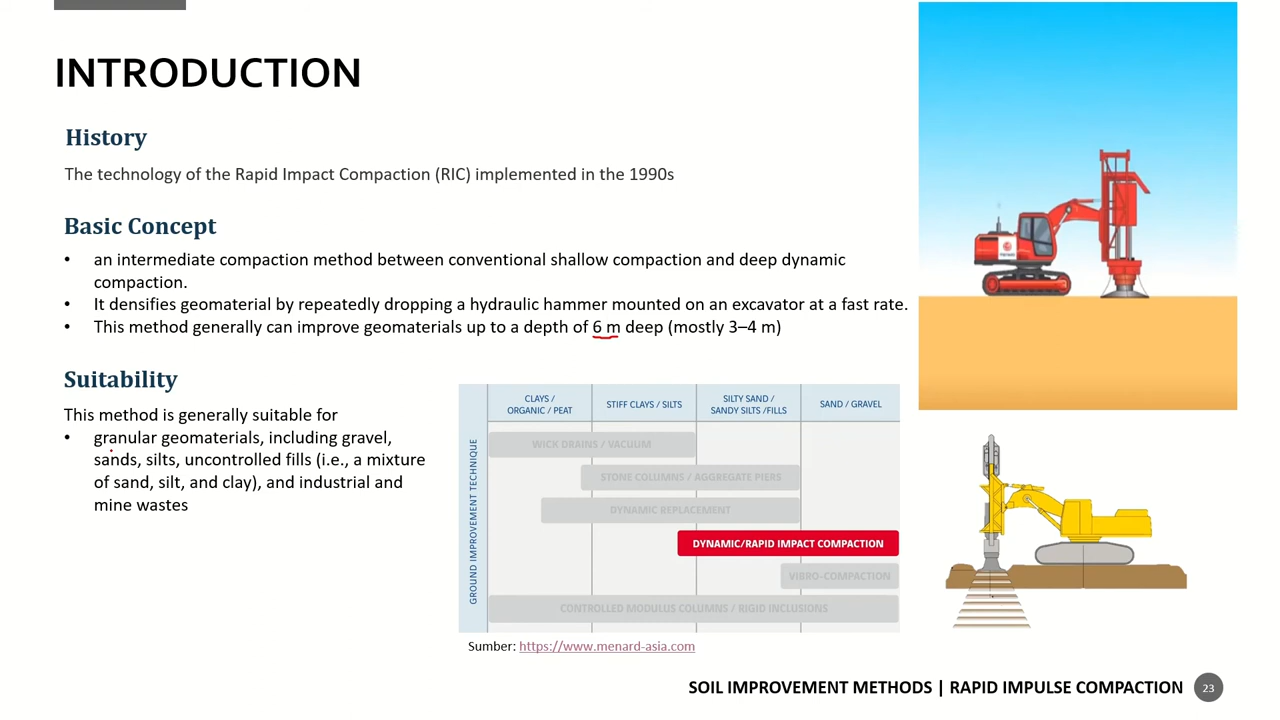 INTRODUCTION
History
The technology of the Rapid Impact Compaction (RIC) implemented in the 1990s
Basic Concept
• an intermediate compaction method between conventional shallow compaction and deep dynamic
compaction.
• It densifies geomaterial by repeatedly dropping a hydraulic hammer mounted on an excavator at a fast rate.
• This method generally can improve geomaterials up to a depth of 6 m deep (mostly 3–4 m)
Suitability
This method is generally suitable for
• granular geomaterials, including gravel,
sands, silts, uncontrolled fills (i.e., a mixture
of sand, silt, and clay), and industrial and
mine wastes
GROUND IMPROVEMENT TECHNIQUE
CLAYS /
ORGANIC / PEAT
STIFF CLAYS / SILTS
SILTY SAND /
SANDY SILTS /FILLS
SAND / GRAVEL
WICK DRAINS / VACUUM
STONE COLUMNS / AGGREGATE PIERS
DYNAMIC REPLACEMENT
DYNAMIC/RAPID IMPACT COMPACTION
VIBRO-COMPACTION
CONTROLLED MODULUS COLUMNS / RIGID INCLUSIONS
Sumber: https://www.menard-asia.com
SOIL IMPROVEMENT METHODS | RAPID IMPULSE COMPACTION
23